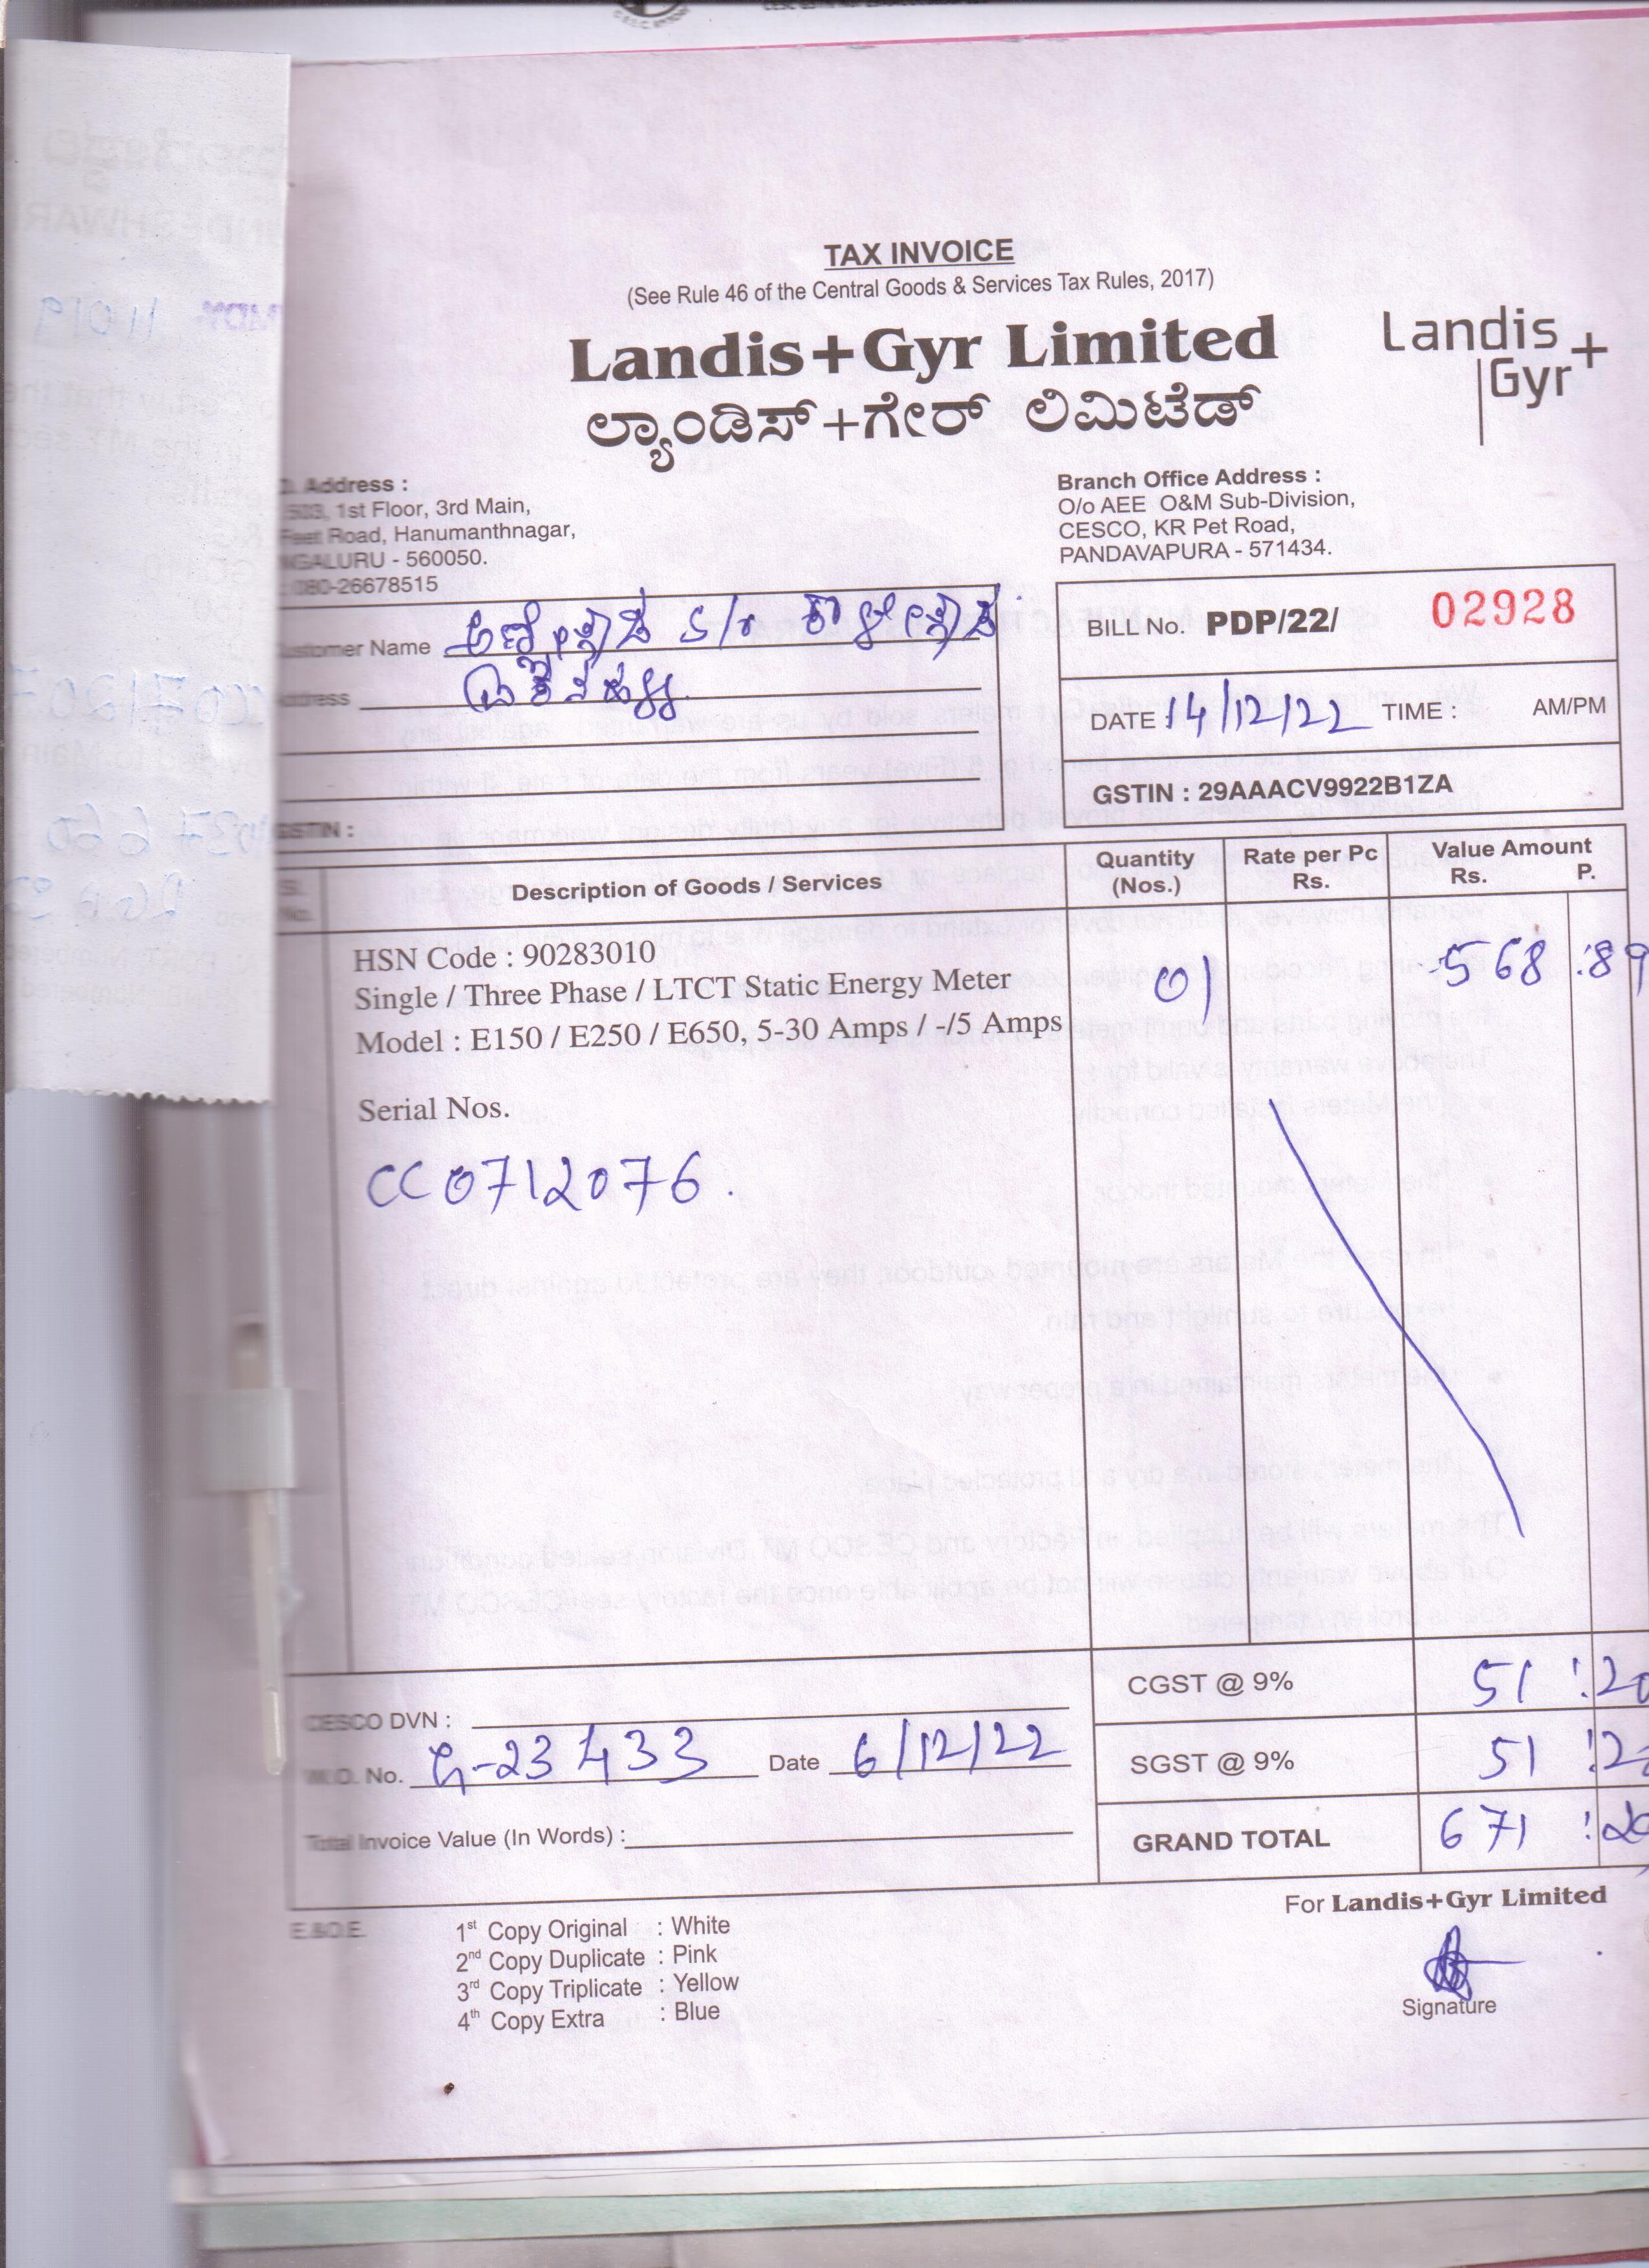 TAX INVOICE
(See Rule 46 of the Central Goods & Services Tax Rules, 2017)
Landis+Gyr Limited
ಲ್ಯಾಂಡಿಸ್+ಗೇರ್ ಲಿಮಿಟೆಡ್
Landis
Gyr+
Address :
503, 1st Floor, 3rd Main,
Feet Road, Hanumanthnagar,
NGALURU - 560050.
: 080-26678515
Branch Office Address :
O/o AEE O&M Sub-Division,
CESCO, KR Pet Road,
PANDAVAPURA - 571434.
ustomer Name S/o
ddress
GSTIN :
BILL No. PDP/22/ 02928
DATE : 14/12/22 TIME : AM/PM
GSTIN : 29AAACV9922B1ZA
Sl. No. Description of Goods / Services Quantity (Nos.) Rate per Pc Rs. Value Amount Rs. P.
HSN Code : 90283010
Single / Three Phase / LTCT Static Energy Meter 01 568 :89
Model : E150 / E250 / E650, 5-30 Amps / -/5 Amps
Serial Nos.
CC0712076.
CGST @ 9% 51 :20
CESCO DVN :
W.O. No. G-23433 Date 6/12/22
SGST @ 9% 51
Total Invoice Value (In Words) :
GRAND TOTAL 671
For Landis+Gyr Limited
E.&O.E.
1st Copy Original : White
2nd Copy Duplicate : Pink
3rd Copy Triplicate : Yellow
4th Copy Extra : Blue
Signature